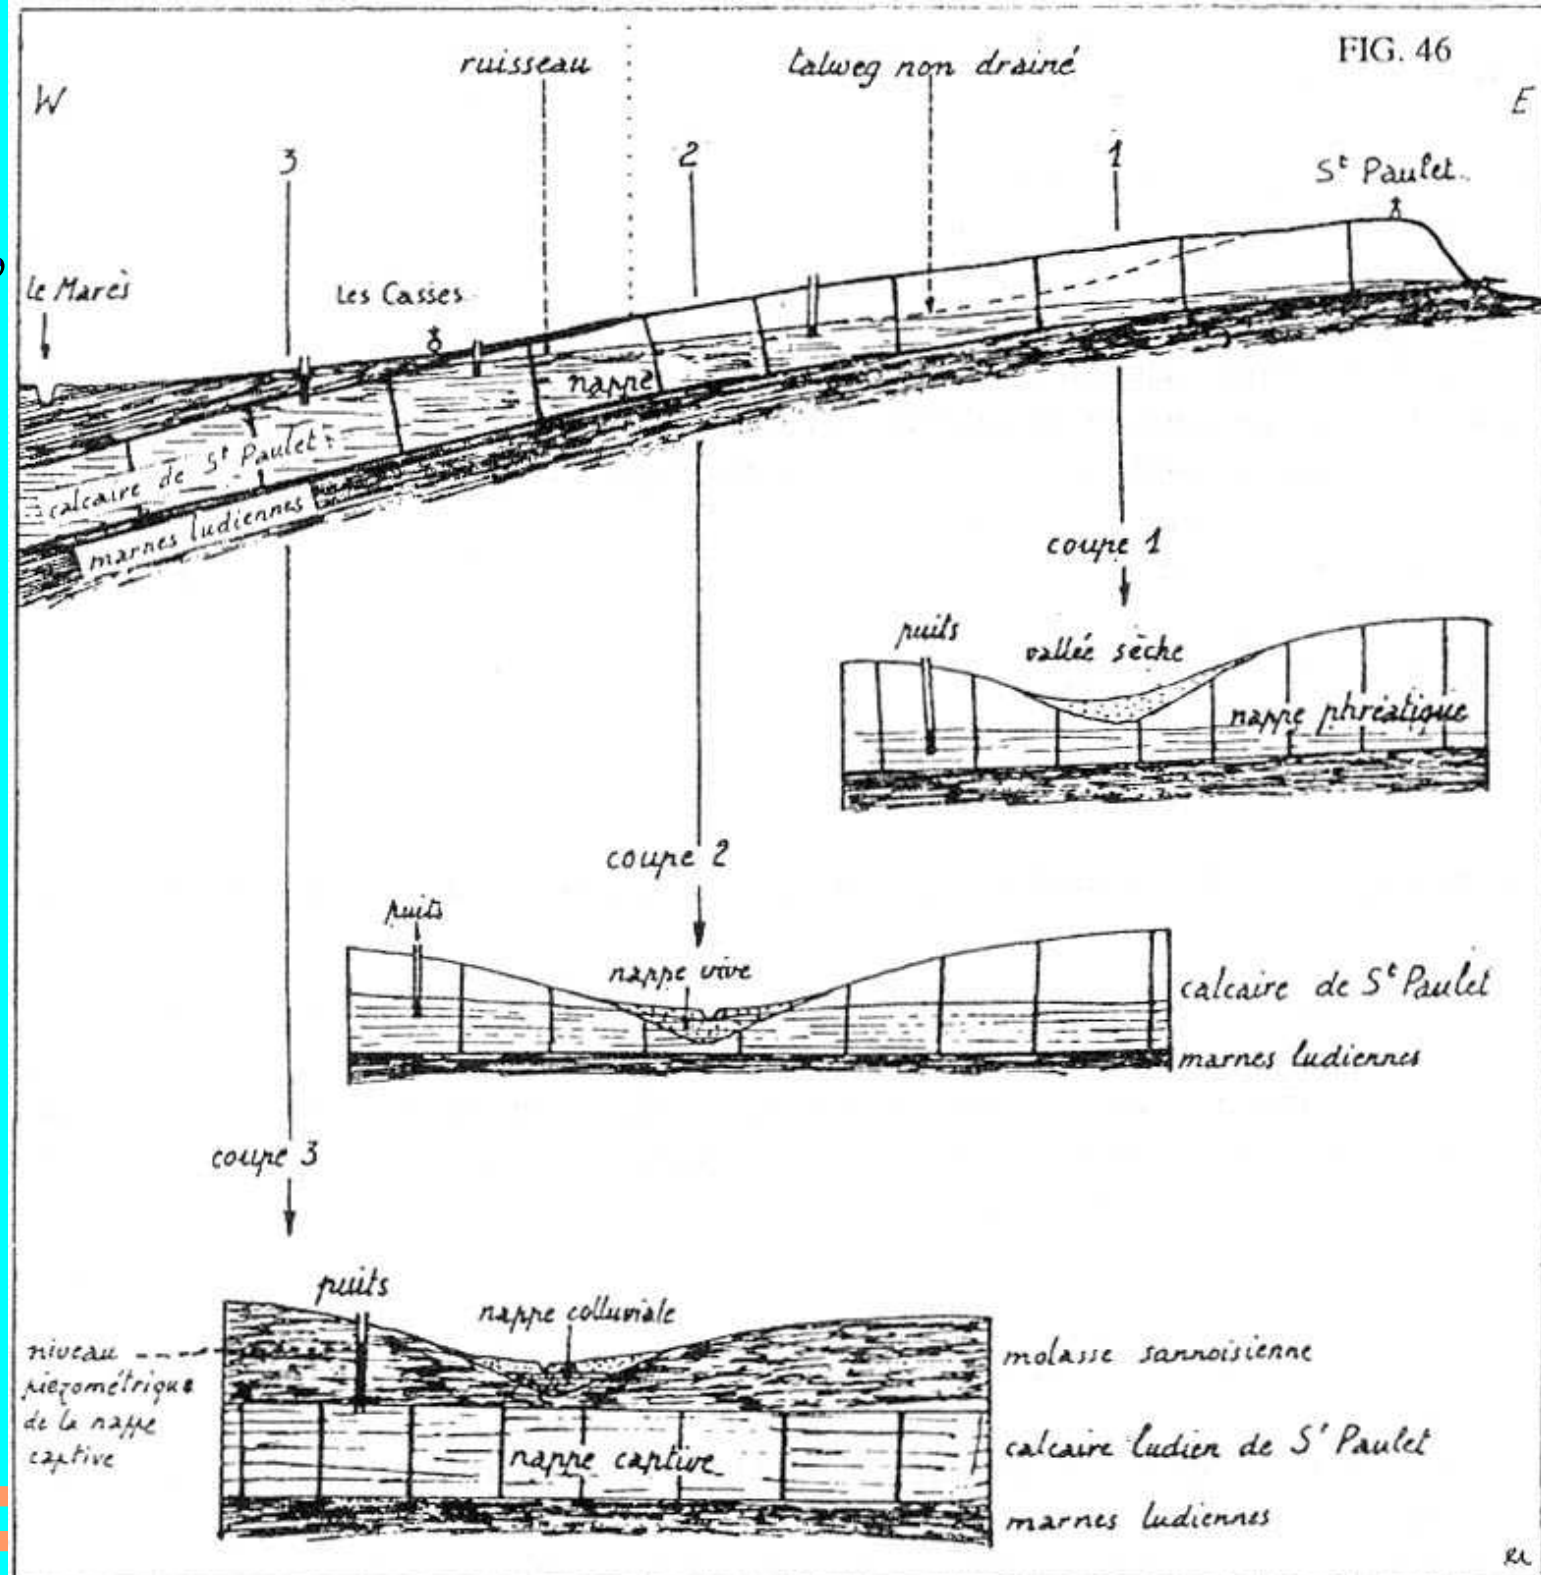 FIG. 46
W
E
ruisseau
talweg non drainé
3
2
1
St Paulet
le Marès
Les Casses
nappe
calcaire de St Paulet
marnes ludiennes
coupe 1
puits
vallée sèche
nappe phréatique
coupe 2
puits
nappe vive
calcaire de St Paulet
marnes ludiennes
coupe 3
puits
nappe colluviale
niveau
piezométrique
de la nappe
captive
molasse sannoisienne
nappe captive
calcaire ludien de St Paulet
marnes ludiennes